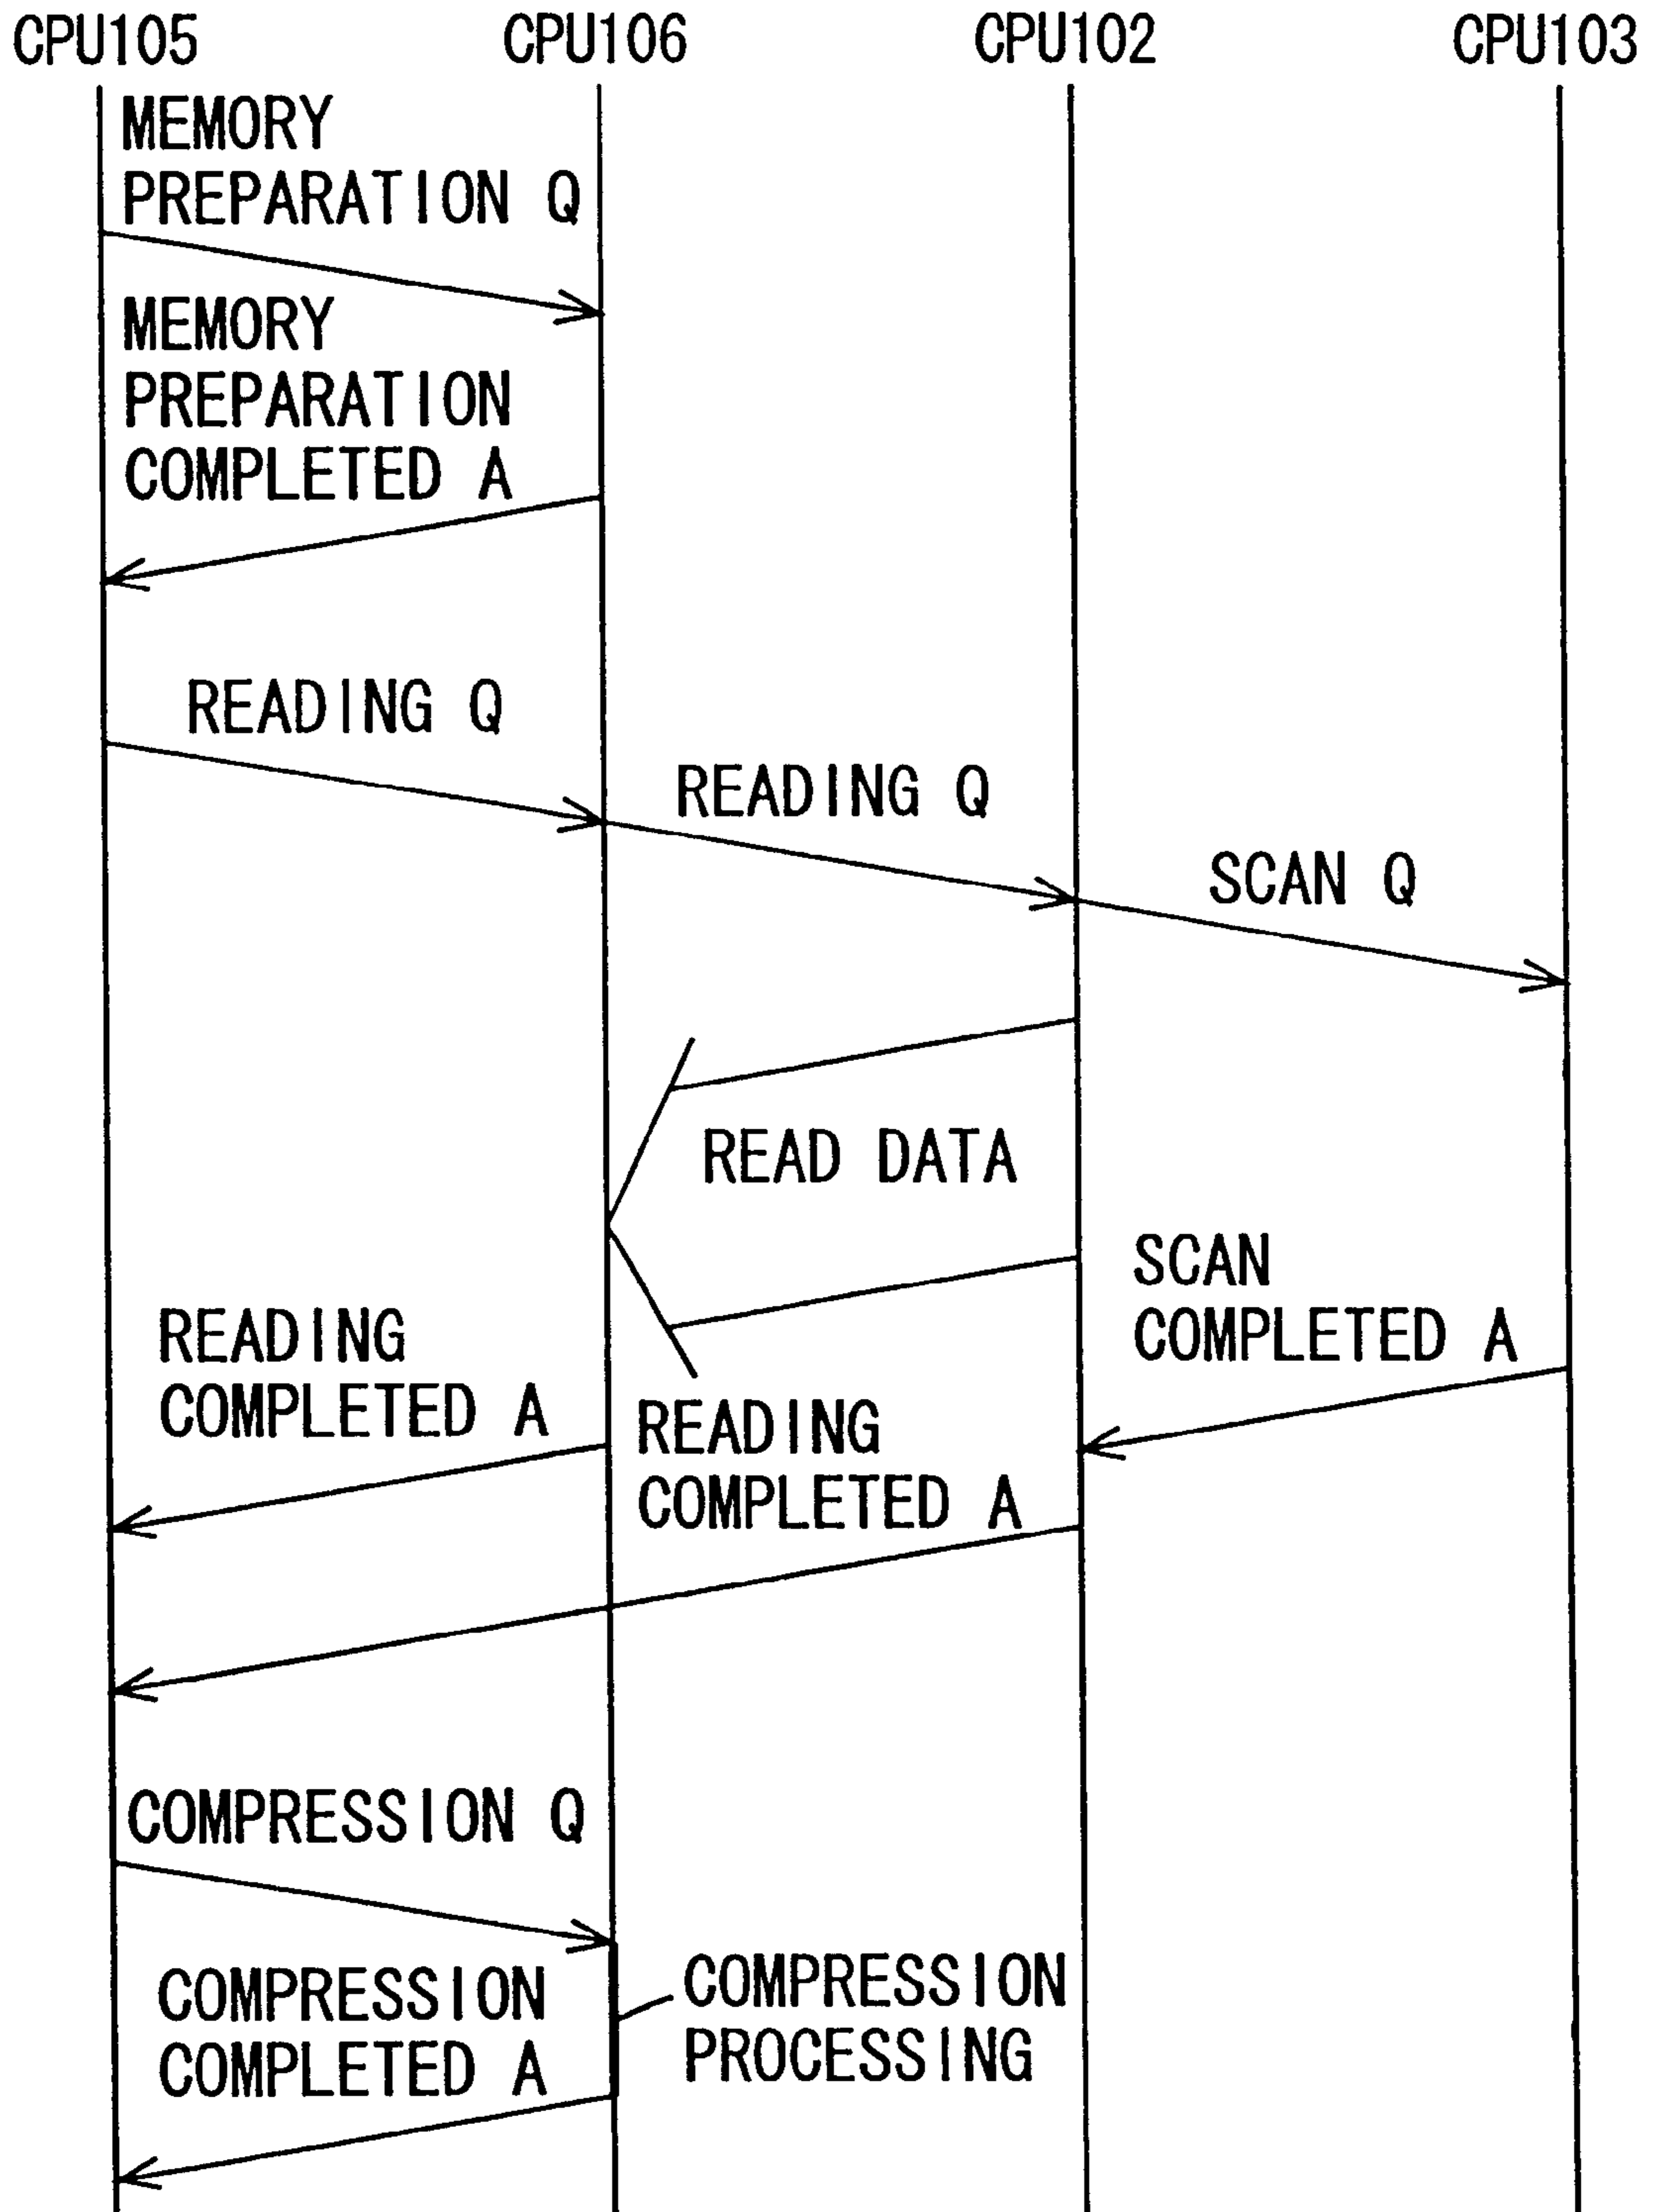 CPU105 CPU106 CPU102 CPU103
MEMORY
PREPARATION Q
MEMORY
PREPARATION
COMPLETED A
READING Q
READING Q
SCAN Q
READ DATA
SCAN
COMPLETED A
READING
COMPLETED A
READING
COMPLETED A
COMPRESSION Q
COMPRESSION
COMPLETED A
COMPRESSION
PROCESSING